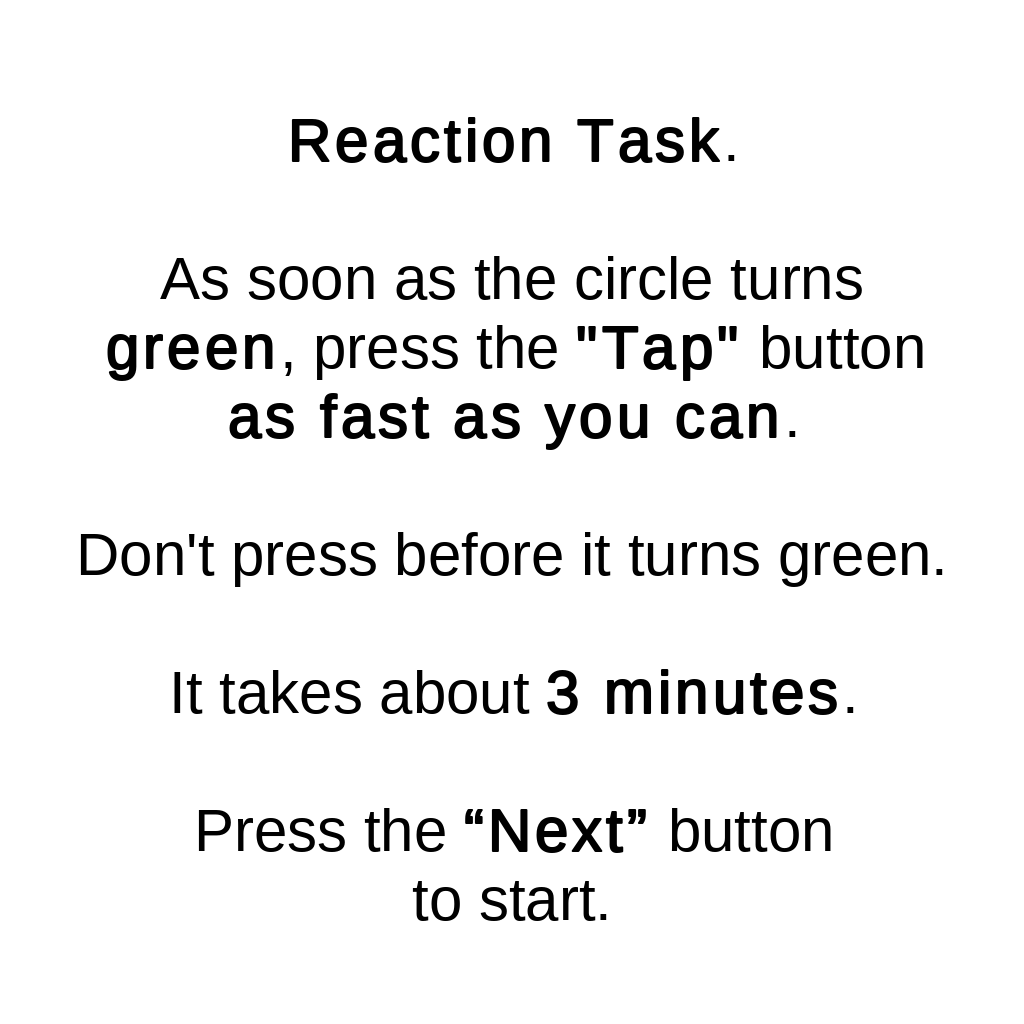 Reaction Task.
As soon as the circle turns
green, press the "Tap" button
as fast as you can.
Don't press before it turns green.
It takes about 3 minutes.
Press the “Next” button
to start.